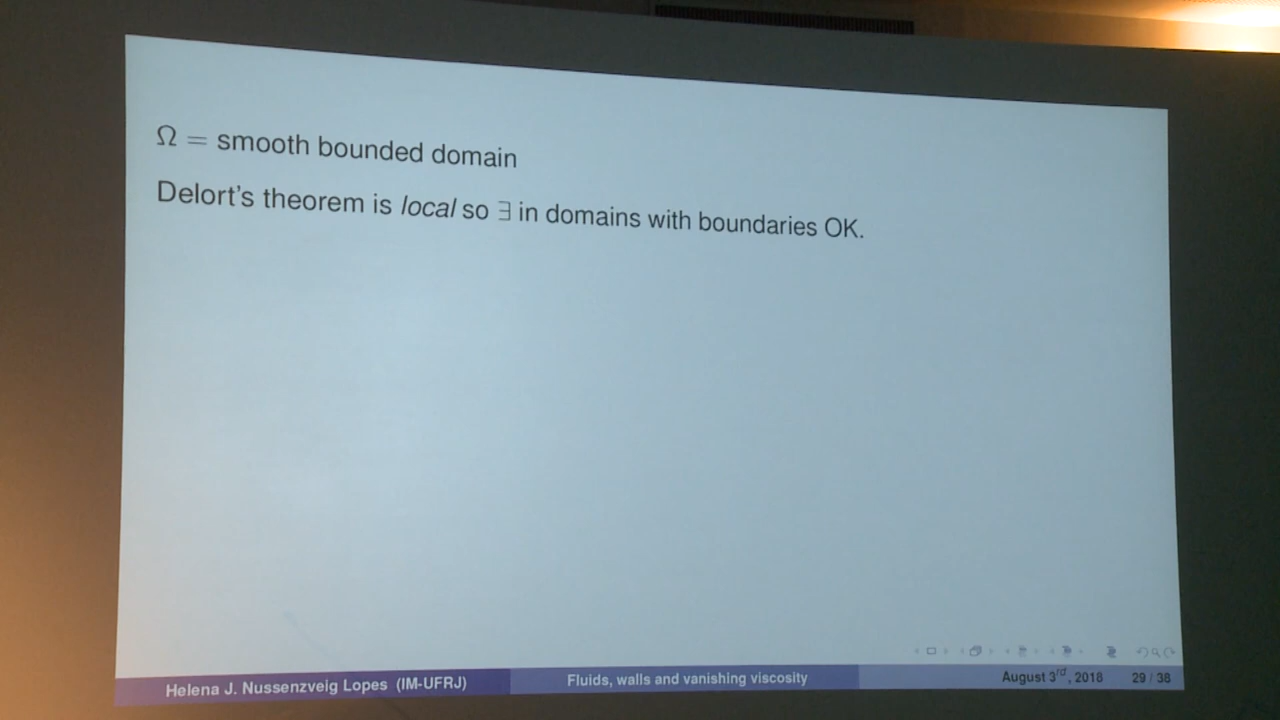 Ω = smooth bounded domain
Delort's theorem is local so ∃ in domains with boundaries OK.
Helena J. Nussenzveig Lopes (IM-UFRJ) Fluids, walls and vanishing viscosity August 3rd, 2018 29 / 38